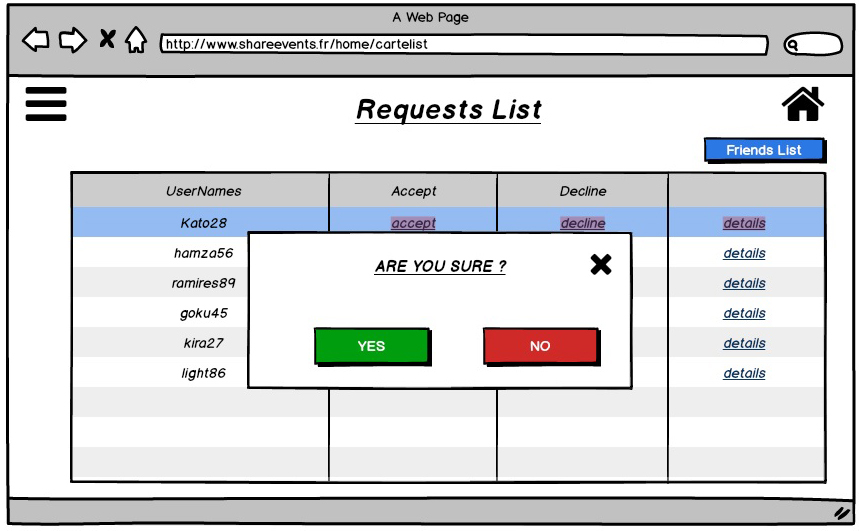 A Web Page
http://www.shareevents.fr/home/cartelist
Requests List
Friends List
UserNames Accept Decline
Kato28 accept decline details
hamza56 details
ramires89 details
goku45 details
kira27 details
light86 details
ARE YOU SURE ?
YES NO